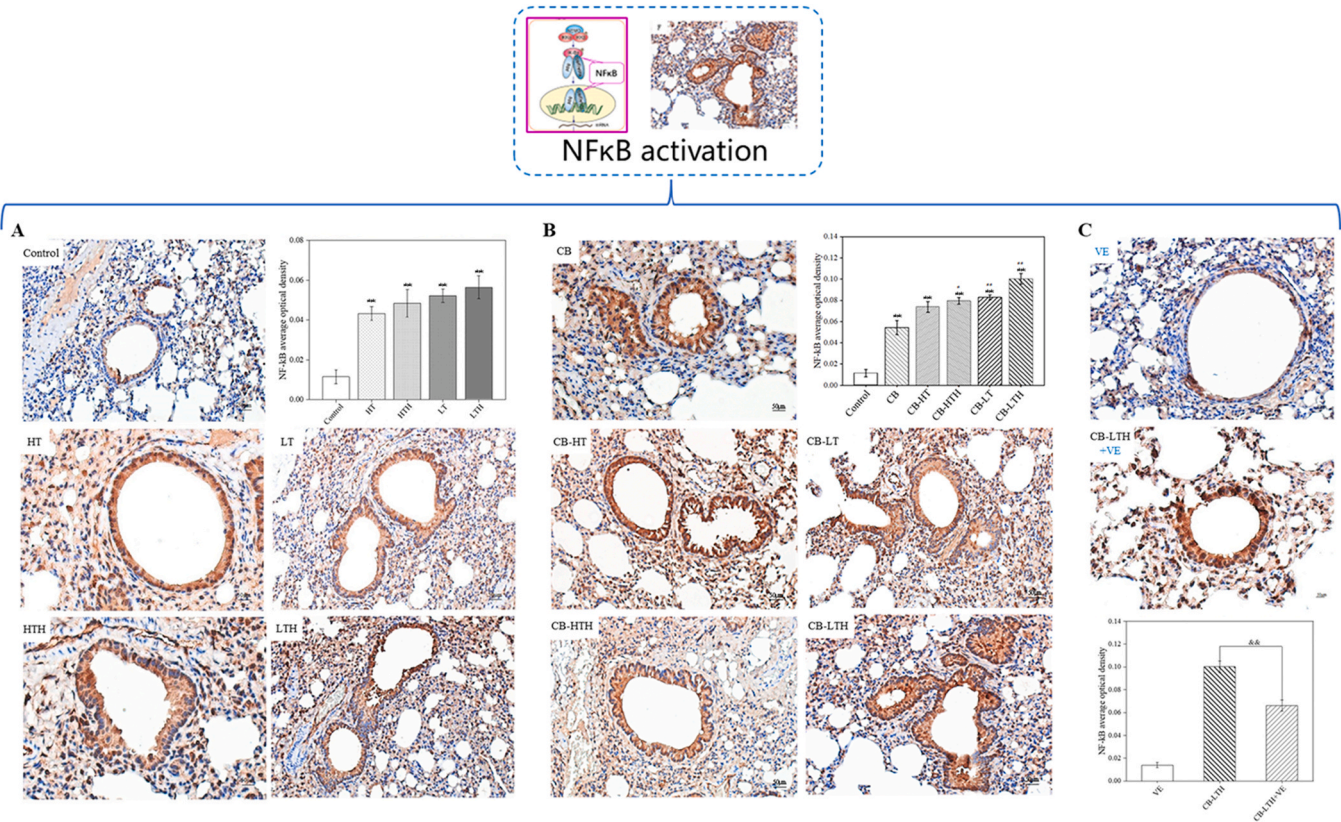 NFκB
NFκB activation
A
Control
NF-kB average optical density
0.08
0.06
0.04
0.02
0.00
**
**
**
**
Control
HT
HTH
LT
LTH
HT
LT
HTH
LTH
B
CB
50μm
NF-kB average optical density
0.14
0.12
0.10
0.08
0.06
0.04
0.02
0.00
Control
CB
CB-HT
CB-HTH
CB-LT
CB-LTH
CB-HT
50μm
CB-LT
CB-HTH
50μm
CB-LTH
C
VE
CB-LTH
+VE
NF-kB average optical density
0.14
0.12
0.10
0.08
0.06
0.04
0.02
0.00
&&
VE
CB-LTH
CB-LTH+VE